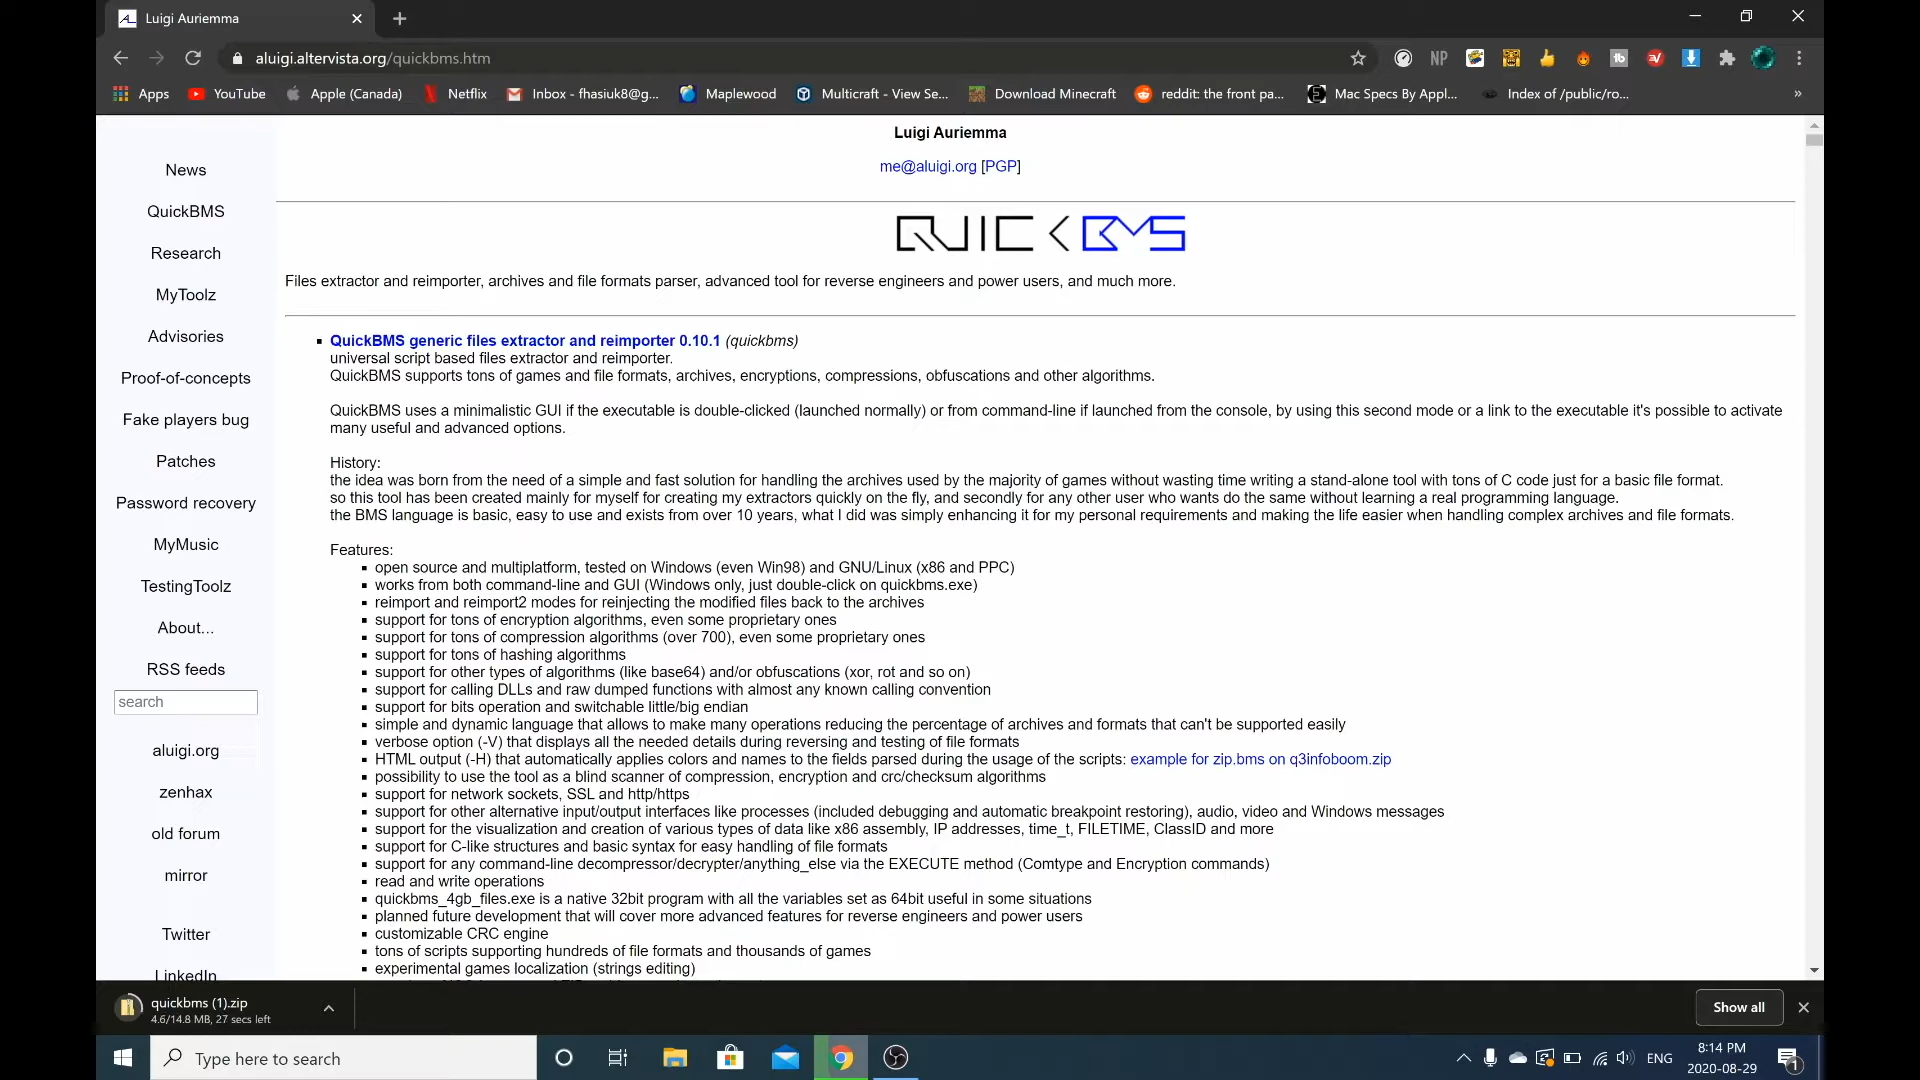 Luigi Auriemma
aluigi.altervista.org/quickbms.htm
NP
Apps
YouTube
Apple (Canada)
Netflix
Inbox - fhasiuk8@g...
Maplewood
Multicraft - View Se...
Download Minecraft
reddit: the front pa...
Mac Specs By Appl...
Index of /public/ro...
»
Luigi Auriemma
me@aluigi.org [PGP]
QUICKBMS
Files extractor and reimporter, archives and file formats parser, advanced tool for reverse engineers and power users, and much more.
News
QuickBMS
Research
MyToolz
Advisories
Proof-of-concepts
Fake players bug
Patches
Password recovery
MyMusic
TestingToolz
About...
RSS feeds
search
aluigi.org
zenhax
old forum
mirror
Twitter
LinkedIn
QuickBMS generic files extractor and reimporter 0.10.1 (quickbms)
universal script based files extractor and reimporter.
QuickBMS supports tons of games and file formats, archives, encryptions, compressions, obfuscations and other algorithms.
QuickBMS uses a minimalistic GUI if the executable is double-clicked (launched normally) or from command-line if launched from the console, by using this second mode or a link to the executable it's possible to activate
many useful and advanced options.
History:
the idea was born from the need of a simple and fast solution for handling the archives used by the majority of games without wasting time writing a stand-alone tool with tons of C code just for a basic file format.
so this tool has been created mainly for myself for creating my extractors quickly on the fly, and secondly for any other user who wants do the same without learning a real programming language.
the BMS language is basic, easy to use and exists from over 10 years, what I did was simply enhancing it for my personal requirements and making the life easier when handling complex archives and file formats.
Features:
open source and multiplatform, tested on Windows (even Win98) and GNU/Linux (x86 and PPC)
works from both command-line and GUI (Windows only, just double-click on quickbms.exe)
reimport and reimport2 modes for reinjecting the modified files back to the archives
support for tons of encryption algorithms, even some proprietary ones
support for tons of compression algorithms (over 700), even some proprietary ones
support for tons of hashing algorithms
support for other types of algorithms (like base64) and/or obfuscations (xor, rot and so on)
support for calling DLLs and raw dumped functions with almost any known calling convention
support for bits operation and switchable little/big endian
simple and dynamic language that allows to make many operations reducing the percentage of archives and formats that can't be supported easily
verbose option (-V) that displays all the needed details during reversing and testing of file formats
HTML output (-H) that automatically applies colors and names to the fields parsed during the usage of the scripts: example for zip.bms on q3infoboom.zip
possibility to use the tool as a blind scanner of compression, encryption and crc/checksum algorithms
support for network sockets, SSL and http/https
support for other alternative input/output interfaces like processes (included debugging and automatic breakpoint restoring), audio, video and Windows messages
support for the visualization and creation of various types of data like x86 assembly, IP addresses, time_t, FILETIME, ClassID and more
support for C-like structures and basic syntax for easy handling of file formats
support for any command-line decompressor/decrypter/anything_else via the EXECUTE method (Comtype and Encryption commands)
read and write operations
quickbms_4gb_files.exe is a native 32bit program with all the variables set as 64bit useful in some situations
planned future development that will cover more advanced features for reverse engineers and power users
customizable CRC engine
tons of scripts supporting hundreds of file formats and thousands of games
experimental games localization (strings editing)
quickbms (1).zip
4.6/14.8 MB, 27 secs left
Show all
Type here to search
ENG
8:14 PM
2020-08-29
1